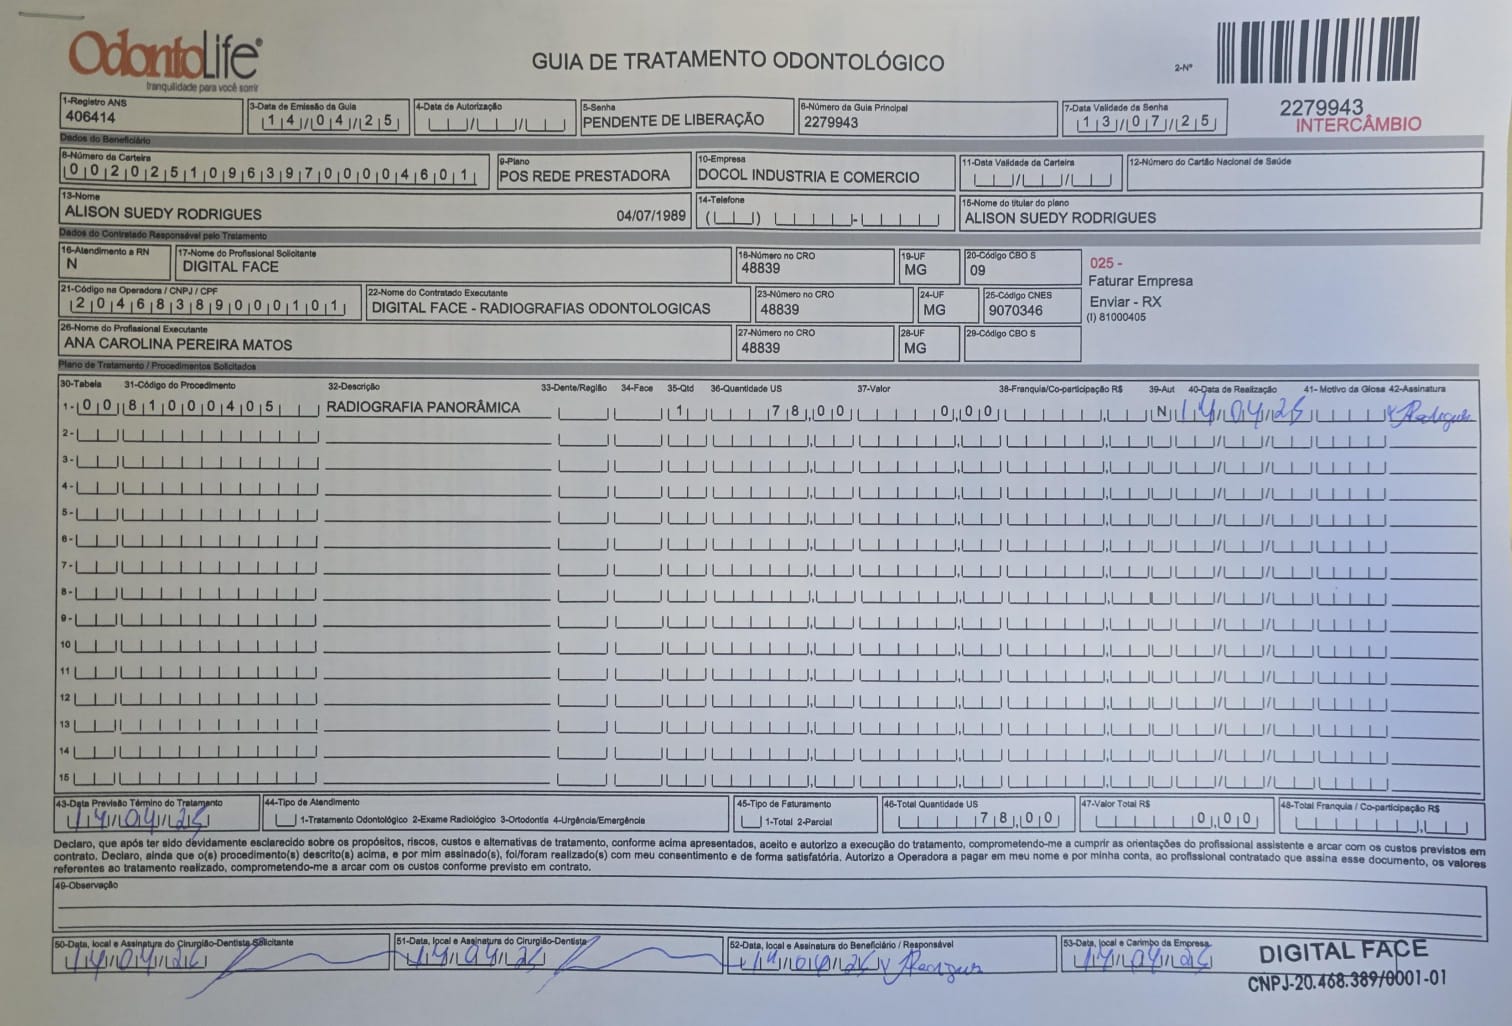 OdontoLife®
tranquilidade para você sorrir
GUIA DE TRATAMENTO ODONTOLÓGICO
2-Nº
2279943
INTERCÂMBIO
1-Registro ANS
406414
3-Data de Emissão da Guia
14/04/25
4-Data de Autorização
5-Senha
PENDENTE DE LIBERAÇÃO
6-Número da Guia Principal
2279943
7-Data Validade da Senha
13/07/25
Dados do Beneficiário
8-Número da Carteira
002025109639700004601
9-Plano
POS REDE PRESTADORA
10-Empresa
DOCOL INDUSTRIA E COMERCIO
11-Data Validade da Carteira
12-Número do Cartão Nacional de Saúde
13-Nome
ALISON SUEDY RODRIGUES 04/07/1989
14-Telefone
15-Nome do titular do plano
ALISON SUEDY RODRIGUES
Dados do Contratado Responsável pelo Tratamento
16-Atendimento a RN
N
17-Nome do Profissional Solicitante
DIGITAL FACE
18-Número no CRO
48839
19-UF
MG
20-Código CBO S
09
025 -
Faturar Empresa
Enviar - RX
(I) 81000405
21-Código na Operadora / CNPJ / CPF
20468389000101
22-Nome do Contratado Executante
DIGITAL FACE - RADIOGRAFIAS ODONTOLOGICAS
23-Número no CRO
48839
24-UF
MG
25-Código CNES
9070346
26-Nome do Profissional Executante
ANA CAROLINA PEREIRA MATOS
27-Número no CRO
48839
28-UF
MG
29-Código CBO S
Plano de Tratamento / Procedimentos Solicitados
30-Tabela 31-Código do Procedimento 32-Descrição 33-Dente/Região 34-Face 35-Qtd 36-Quantidade US 37-Valor 38-Franquia/Co-participação R$ 39-Aut 40-Data de Realização 41- Motivo da Glosa 42-Assinatura
1- 00 81000405 RADIOGRAFIA PANORÂMICA 1 78,00 0,00 N 14/04/25 x Rodrigues
2-
3-
4-
5-
6-
7-
8-
9-
10
11
12
13
14
15
43-Data Previsão Término do Tratamento
14/04/25
44-Tipo de Atendimento
1-Tratamento Odontológico 2-Exame Radiológico 3-Ortodontia 4-Urgência/Emergência
45-Tipo de Faturamento
1-Total 2-Parcial
46-Total Quantidade US
78,00
47-Valor Total R$
0,00
48-Total Franquia / Co-participação R$
Declaro, que após ter sido devidamente esclarecido sobre os propósitos, riscos, custos e alternativas de tratamento, conforme acima apresentados, aceito e autorizo a execução do tratamento, comprometendo-me a cumprir as orientações do profissional assistente e arcar com os custos previstos em
contrato. Declaro, ainda que o(s) procedimento(s) descrito(s) acima, e por mim assinado(s), foi/foram realizado(s) com meu consentimento e de forma satisfatória. Autorizo a Operadora a pagar em meu nome e por minha conta, ao profissional contratado que assina esse documento, os valores
referentes ao tratamento realizado, comprometendo-me a arcar com os custos conforme previsto em contrato.
49-Observação
50-Data, local e Assinatura do Cirurgião-Dentista Solicitante
14/04/25
51-Data, local e Assinatura do Cirurgião-Dentista
14/04/25
52-Data, local e Assinatura do Beneficiário / Responsável
14/04/25 x Rodrigues
53-Data, local e Carimbo da Empresa
14/04/25
DIGITAL FACE
CNPJ-20.468.389/0001-01